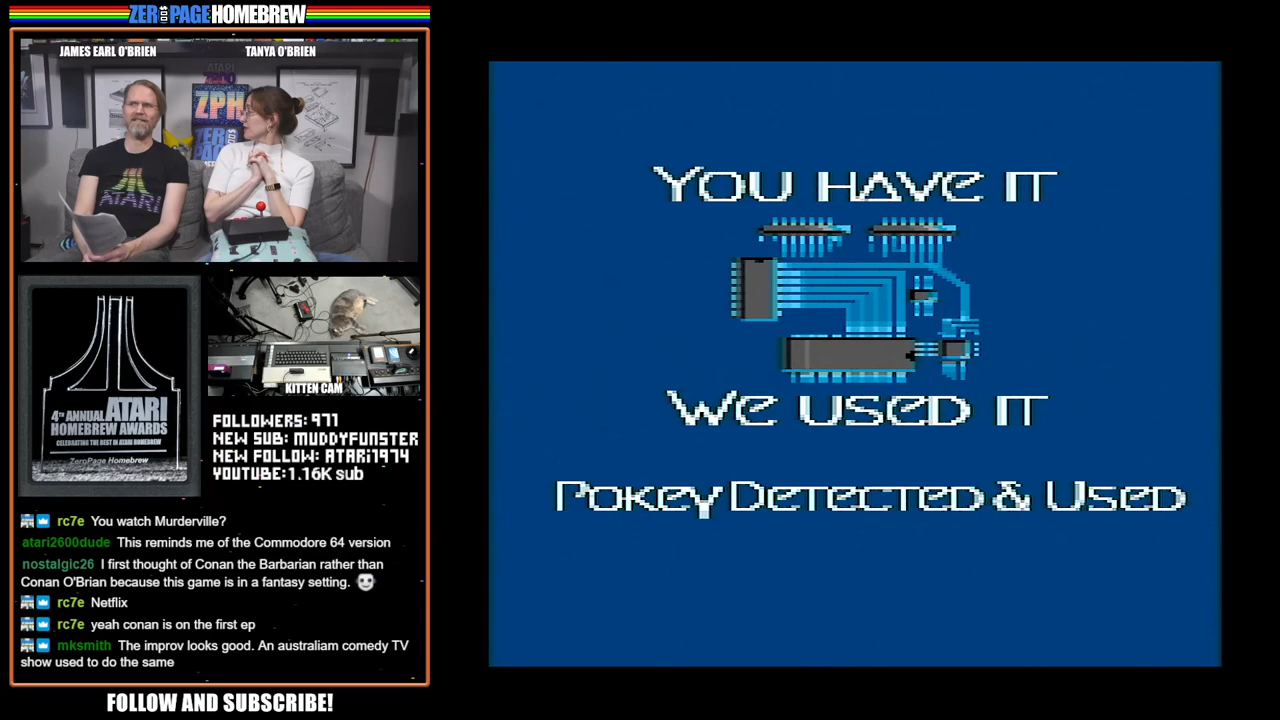 ZEROPAGE HOMEBREW
JAMES EARL O'BRIEN
TANYA O'BRIEN
ATARI
ZPH
ATARI
4TH ANNUAL ATARI
HOMEBREW AWARDS
CELEBRATING THE BEST IN ATARI HOMEBREW
ZeroPage Homebrew
KITTEN CAM
FOLLOWERS: 977
NEW SUB: MUDDYFUNSTER
NEW FOLLOW: ATARI1974
YOUTUBE:1.16K sub
rc7e You watch Murderville?
atari2600dude This reminds me of the Commodore 64 version
nostalgic26 I first thought of Conan the Barbarian rather than
Conan O'Brian because this game is in a fantasy setting.
rc7e Netflix
rc7e yeah conan is on the first ep
mksmith The improv looks good. An australiam comedy TV
show used to do the same
FOLLOW AND SUBSCRIBE!
YOU HAVE IT
WE USED IT
POKEY DETECTED & USED